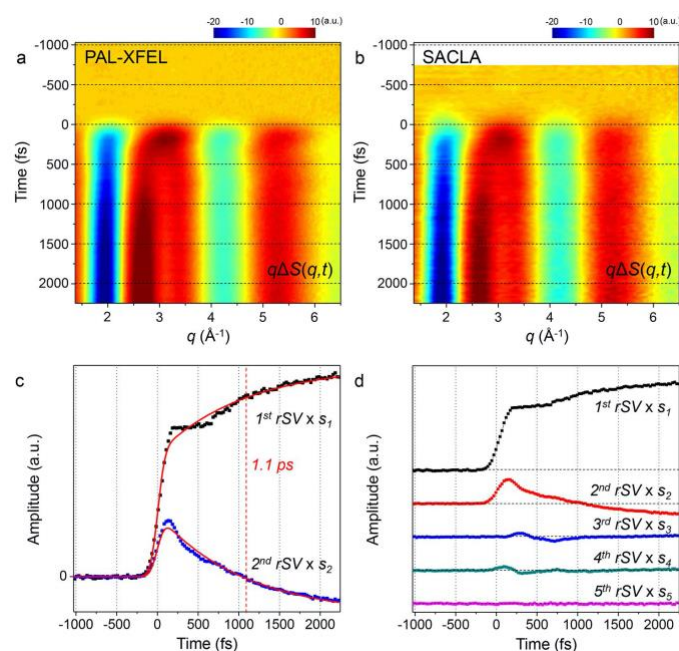 -20 -10 0 10 (a.u.)
-20 -10 0 10 (a.u.)
a PAL-XFEL
b SACLA
-1000
-500
0
500
1000
1500
2000
Time (fs)
qΔS(q,t)
2 3 4 5 6
q (Å⁻¹)
-1000
-500
0
500
1000
1500
2000
Time (fs)
qΔS(q,t)
2 3 4 5 6
q (Å⁻¹)
c
Amplitude (a.u.)
0
1st rSV x s1
1.1 ps
2nd rSV x s2
-1000 -500 0 500 1000 1500 2000
Time (fs)
d
Amplitude (a.u.)
1st rSV x s1
2nd rSV x s2
3rd rSV x s3
4th rSV x s4
5th rSV x s5
-1000 -500 0 500 1000 1500 2000
Time (fs)